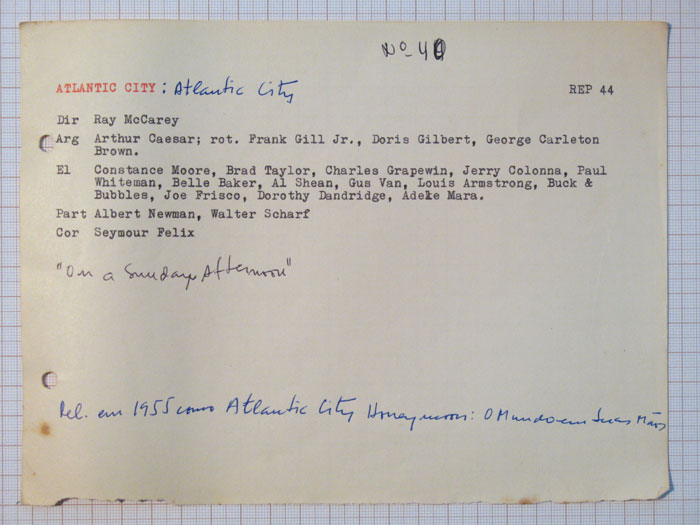 No_ 40
ATLANTIC CITY : Atlantic City REP 44
Dir Ray McCarey
Arg Arthur Caesar; rot. Frank Gill Jr., Doris Gilbert, George Carleton
Brown.
El Constance Moore, Brad Taylor, Charles Grapewin, Jerry Colonna, Paul
Whiteman, Belle Baker, Al Shean, Gus Van, Louis Armstrong, Buck &
Bubbles, Joe Frisco, Dorothy Dandridge, Adele Mara.
Part Albert Newman, Walter Scharf
Cor Seymour Felix
"On a Sunday Afternoon"
Rel. em 1955 como Atlantic City Honeymoon: O Mundo em Suas Mãos